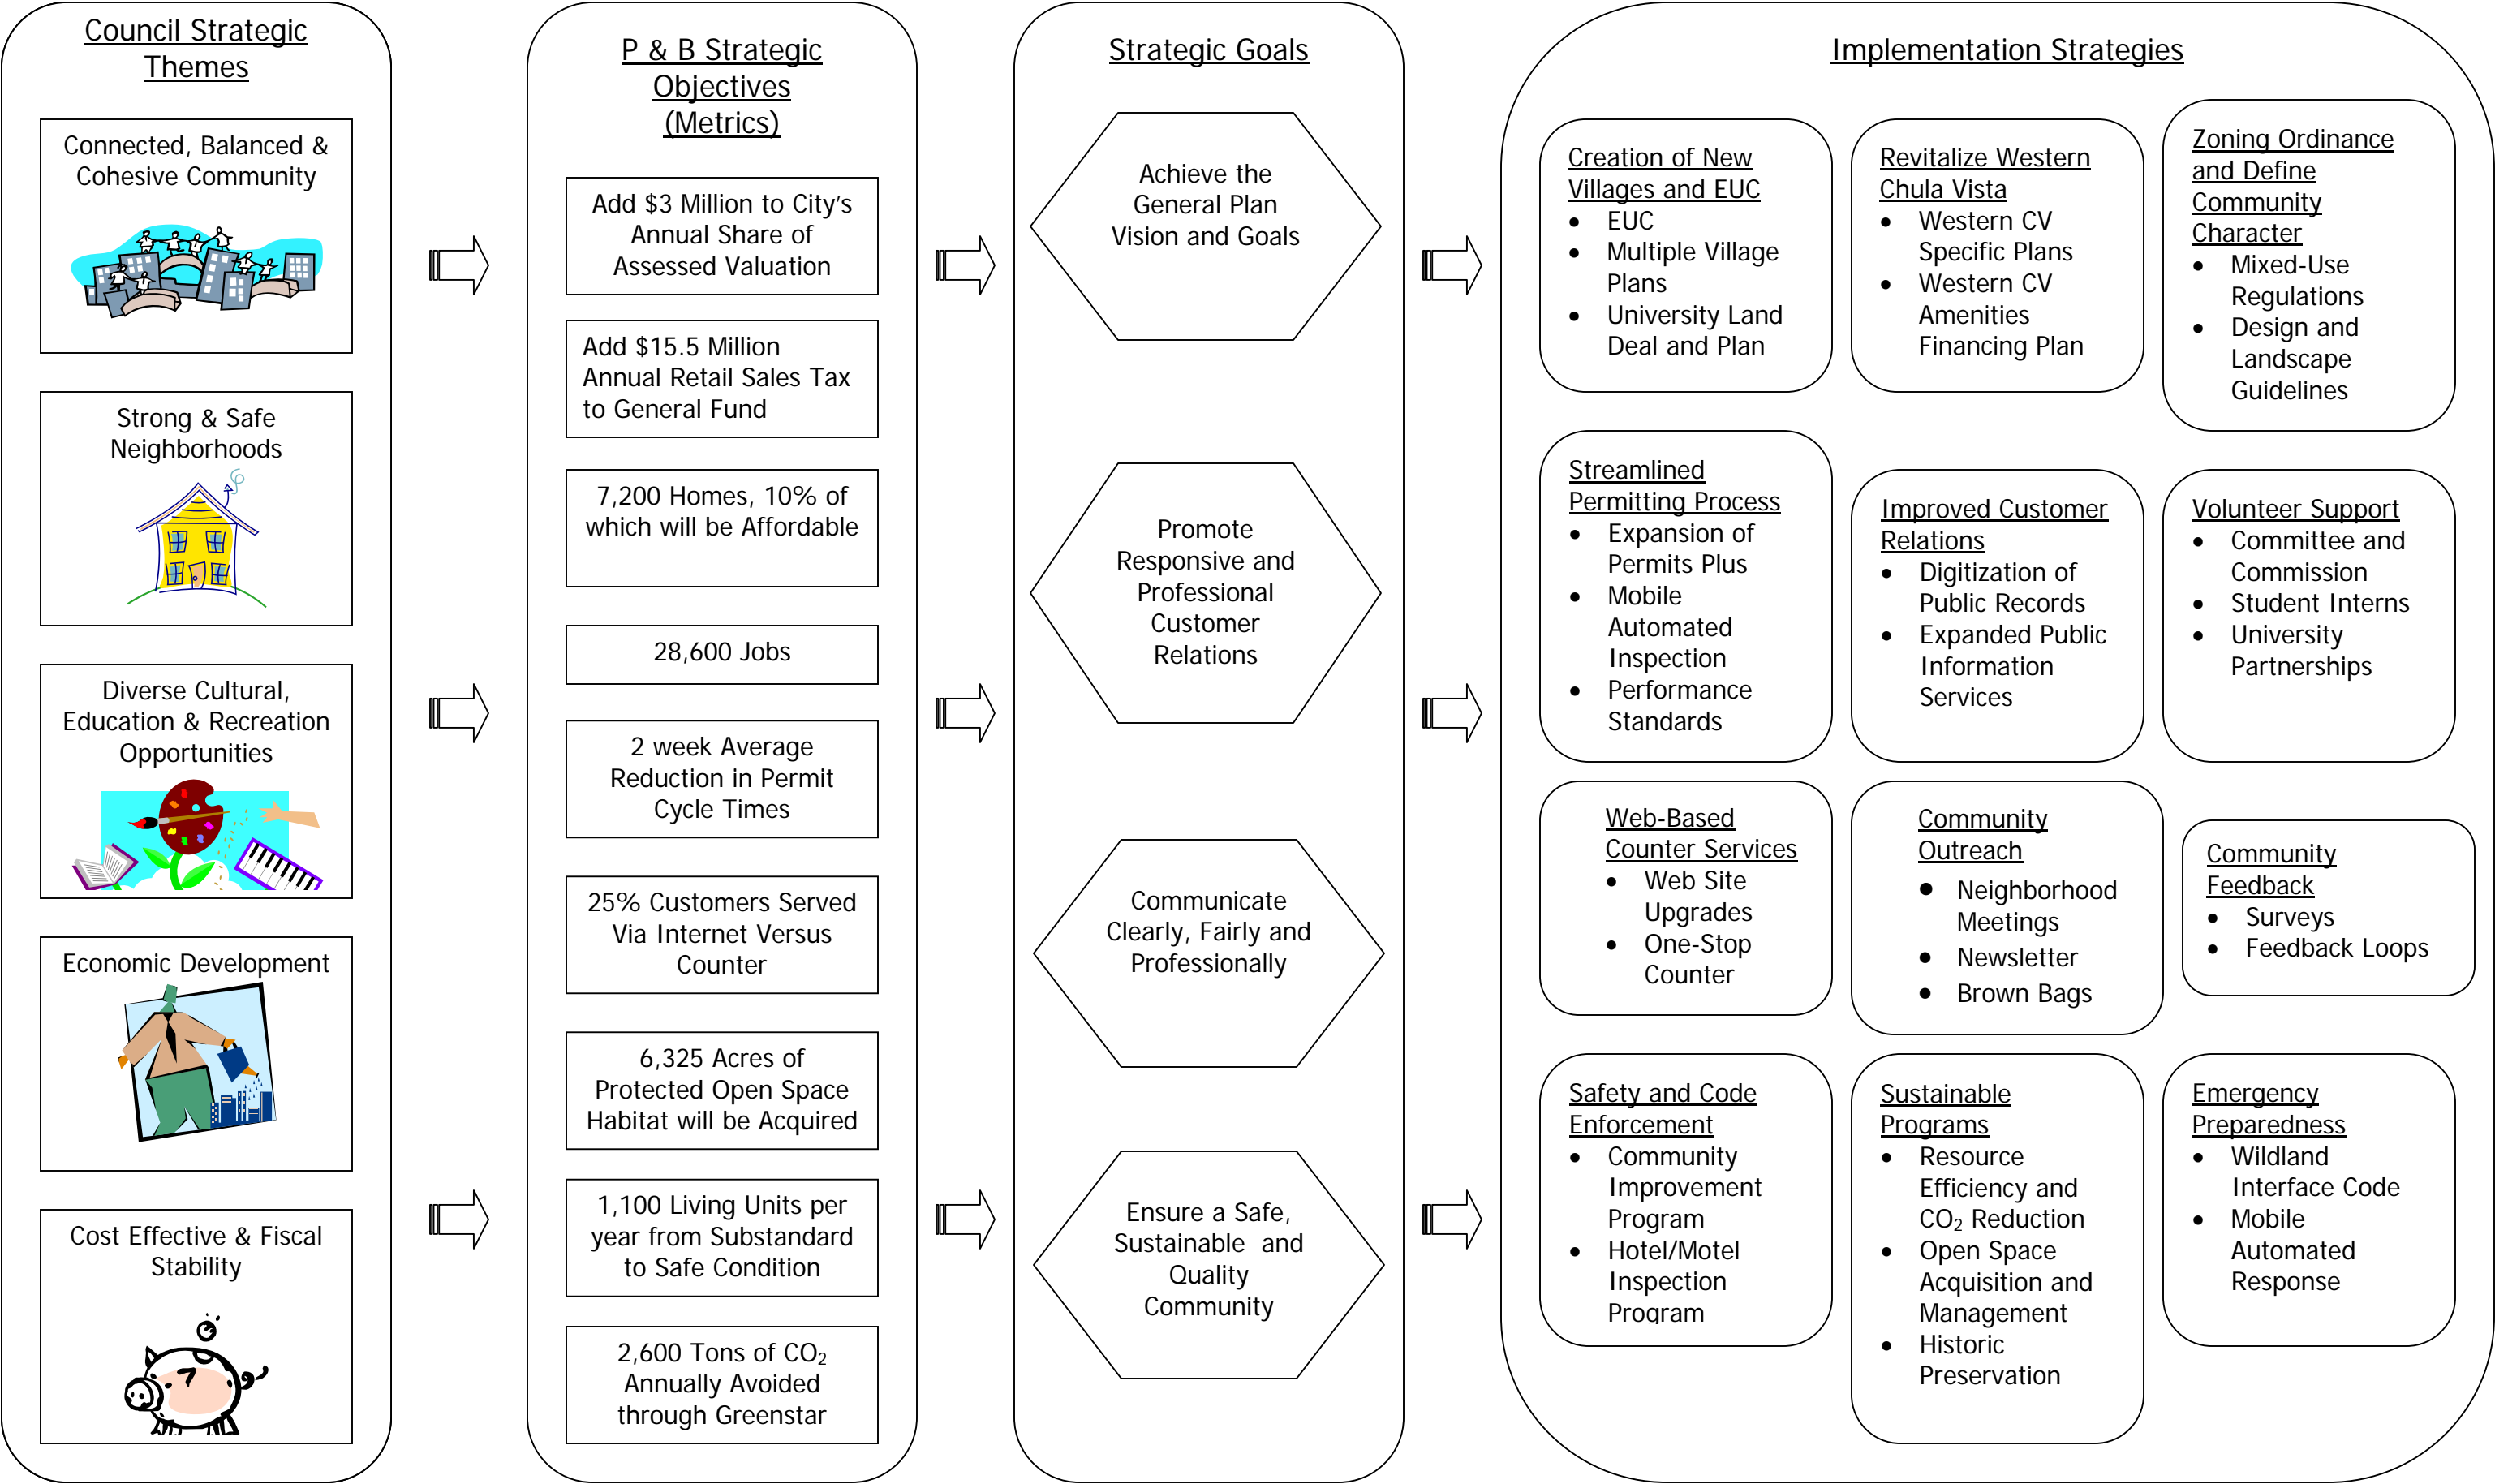 Council Strategic
Themes
Connected, Balanced &
Cohesive Community
Strong & Safe
Neighborhoods
Diverse Cultural,
Education & Recreation
Opportunities
Economic Development
Cost Effective & Fiscal
Stability
P & B Strategic
Objectives
(Metrics)
Add $3 Million to City's
Annual Share of
Assessed Valuation
Add $15.5 Million
Annual Retail Sales Tax
to General Fund
7,200 Homes, 10% of
which will be Affordable
28,600 Jobs
2 week Average
Reduction in Permit
Cycle Times
25% Customers Served
Via Internet Versus
Counter
6,325 Acres of
Protected Open Space
Habitat will be Acquired
1,100 Living Units per
year from Substandard
to Safe Condition
2,600 Tons of CO₂
Annually Avoided
through Greenstar
Strategic Goals
Achieve the
General Plan
Vision and Goals
Promote
Responsive and
Professional
Customer
Relations
Communicate
Clearly, Fairly and
Professionally
Ensure a Safe,
Sustainable and
Quality
Community
Implementation Strategies
Creation of New
Villages and EUC
• EUC
• Multiple Village
Plans
• University Land
Deal and Plan
Revitalize Western
Chula Vista
• Western CV
Specific Plans
• Western CV
Amenities
Financing Plan
Zoning Ordinance
and Define
Community
Character
• Mixed-Use
Regulations
• Design and
Landscape
Guidelines
Streamlined
Permitting Process
• Expansion of
Permits Plus
• Mobile
Automated
Inspection
• Performance
Standards
Improved Customer
Relations
• Digitization of
Public Records
• Expanded Public
Information
Services
Volunteer Support
• Committee and
Commission
• Student Interns
• University
Partnerships
Web-Based
Counter Services
• Web Site
Upgrades
• One-Stop
Counter
Community
Outreach
• Neighborhood
Meetings
• Newsletter
• Brown Bags
Community
Feedback
• Surveys
• Feedback Loops
Safety and Code
Enforcement
• Community
Improvement
Program
• Hotel/Motel
Inspection
Program
Sustainable
Programs
• Resource
Efficiency and
CO₂ Reduction
• Open Space
Acquisition and
Management
• Historic
Preservation
Emergency
Preparedness
• Wildland
Interface Code
• Mobile
Automated
Response